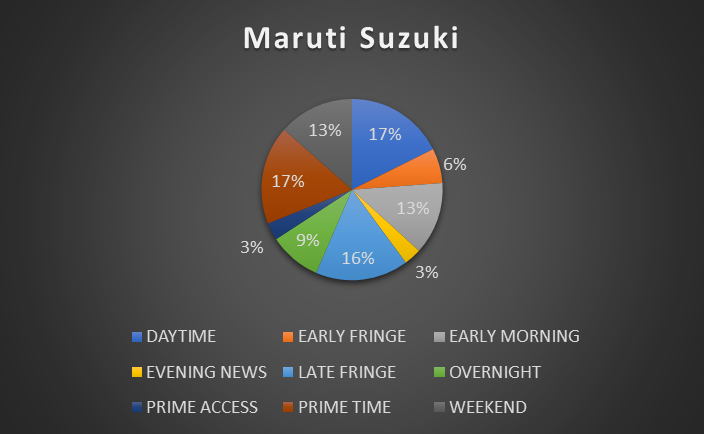 Maruti Suzuki
13%
17%
6%
17%
13%
3%
9%
16%
3%
DAYTIME
EARLY FRINGE
EARLY MORNING
EVENING NEWS
LATE FRINGE
OVERNIGHT
PRIME ACCESS
PRIME TIME
WEEKEND